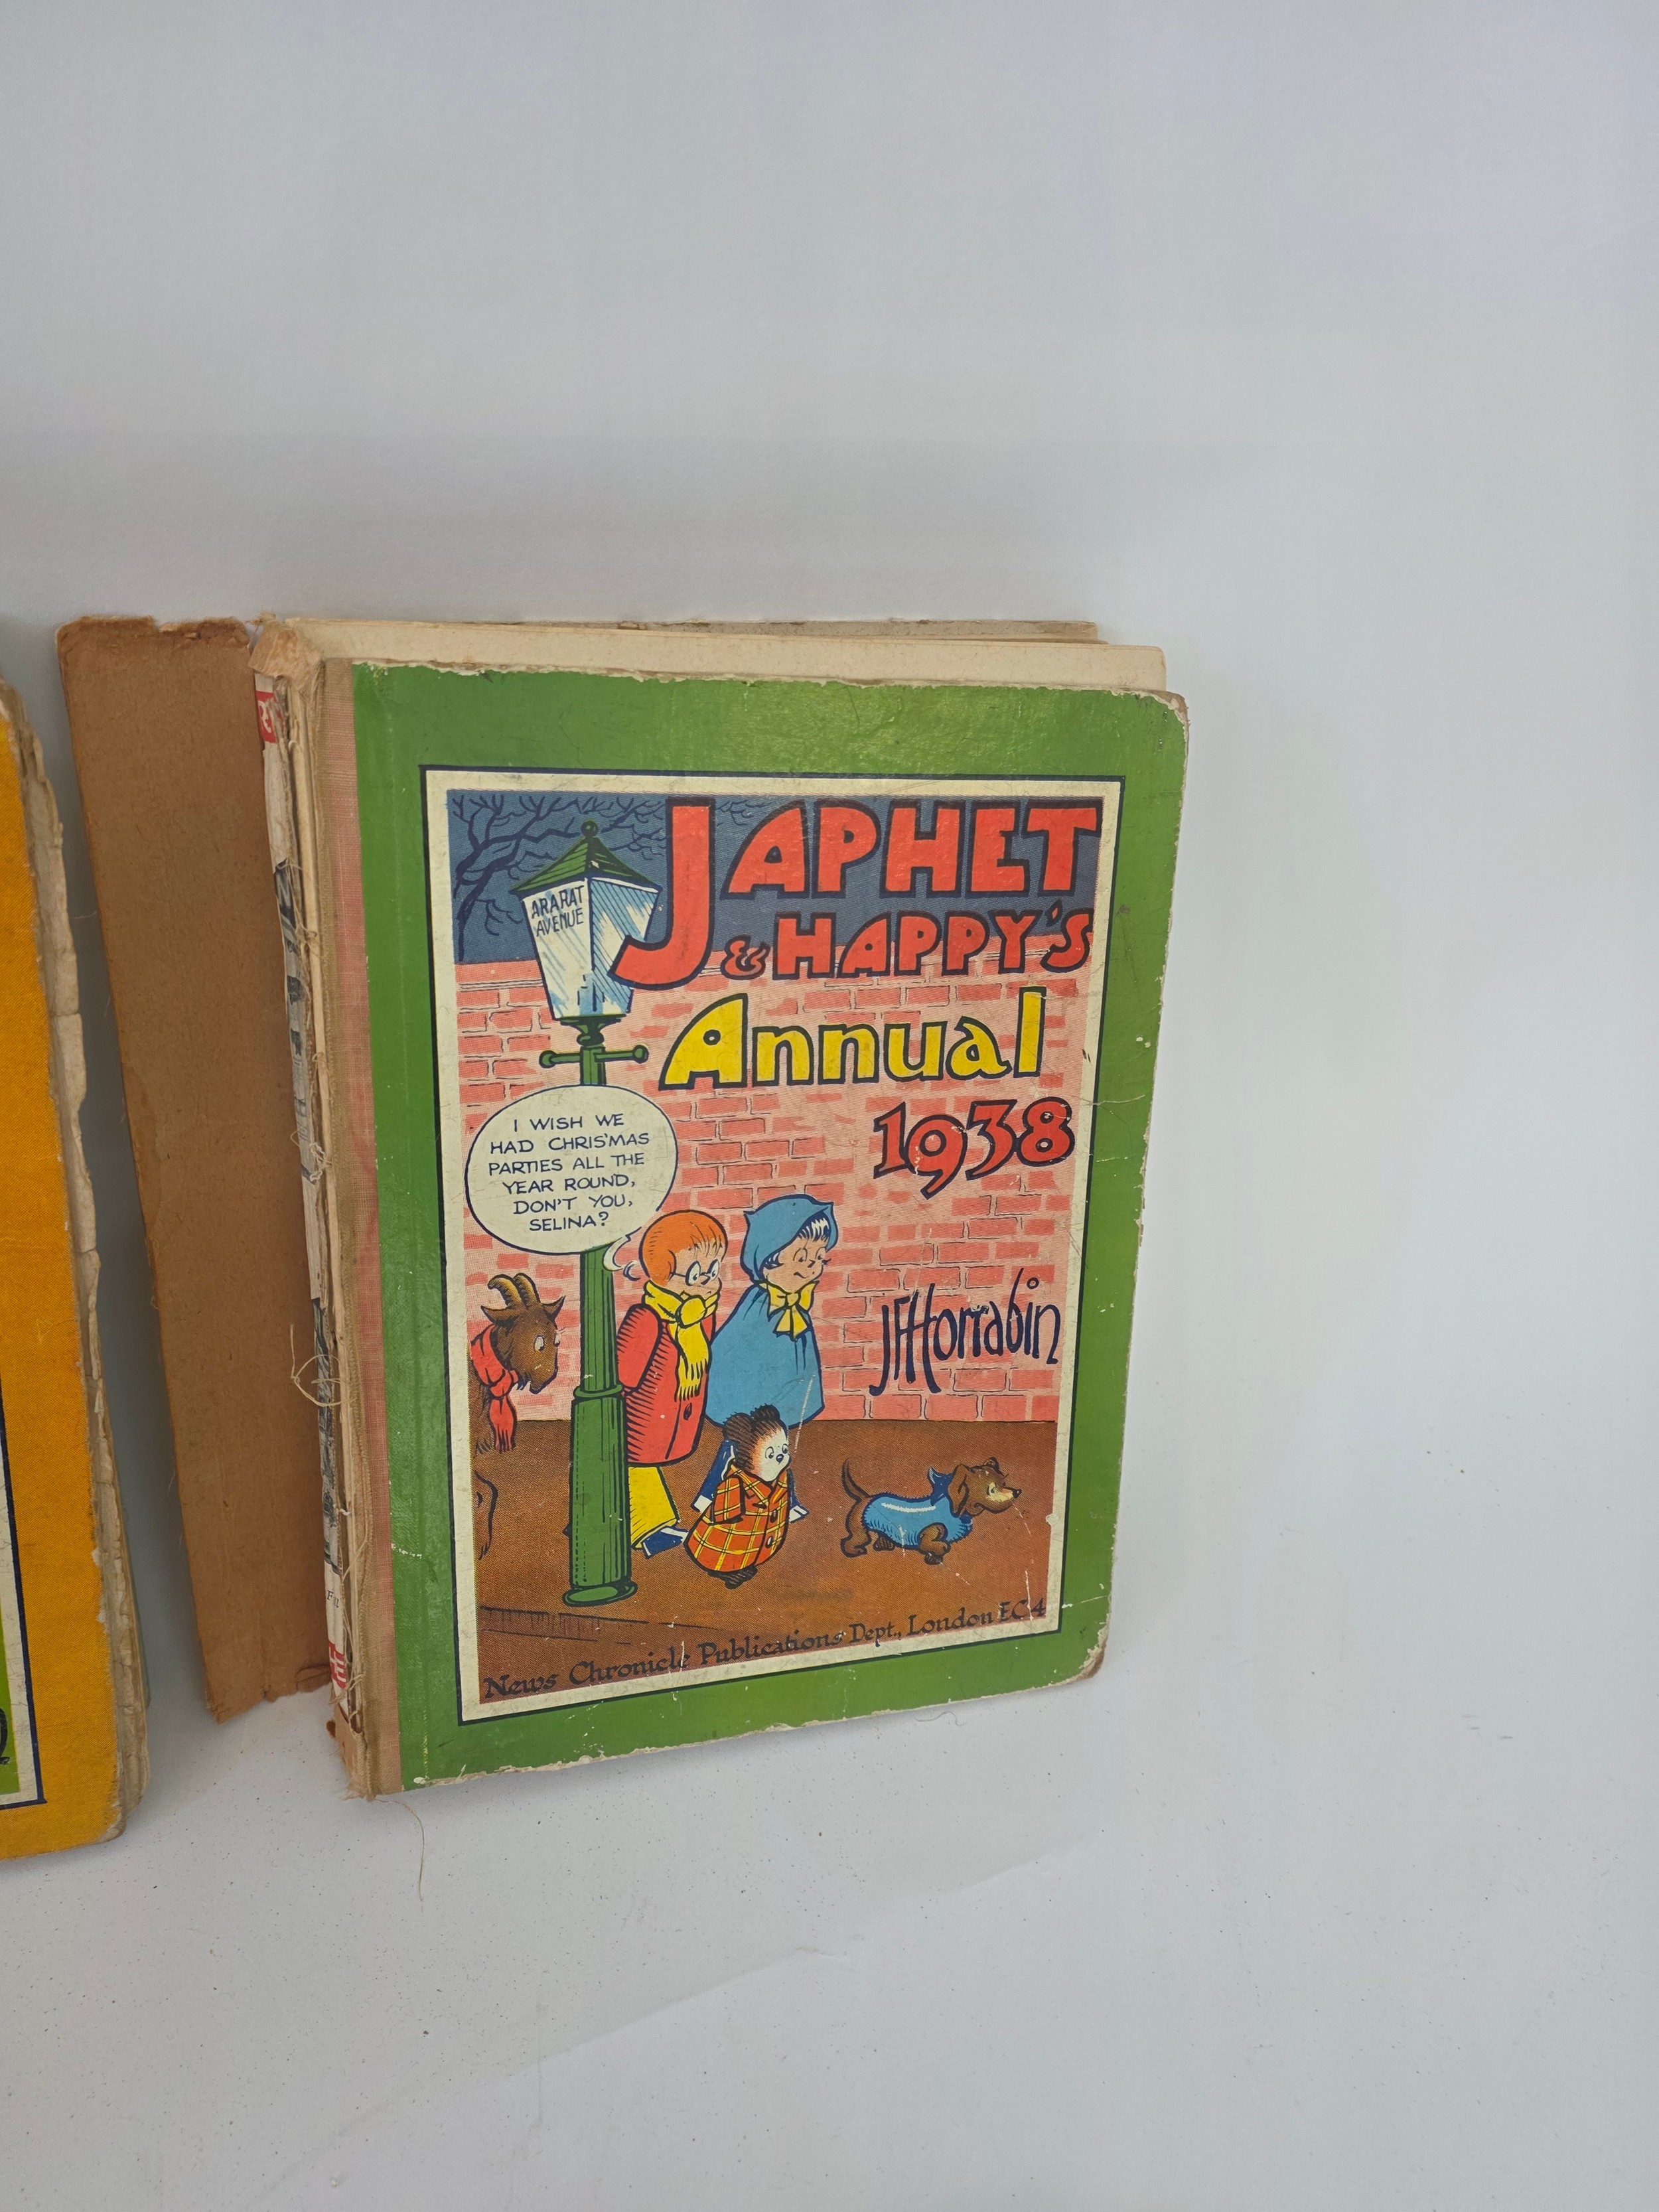 ARARAT
AVENUE
JAPHET
& HAPPY'S
Annual
1938
I WISH WE
HAD CHRIS'MAS
PARTIES ALL THE
YEAR ROUND,
DON'T YOU,
SELINA?
JFHorrabin
News Chronicle Publications Dept., London EC4